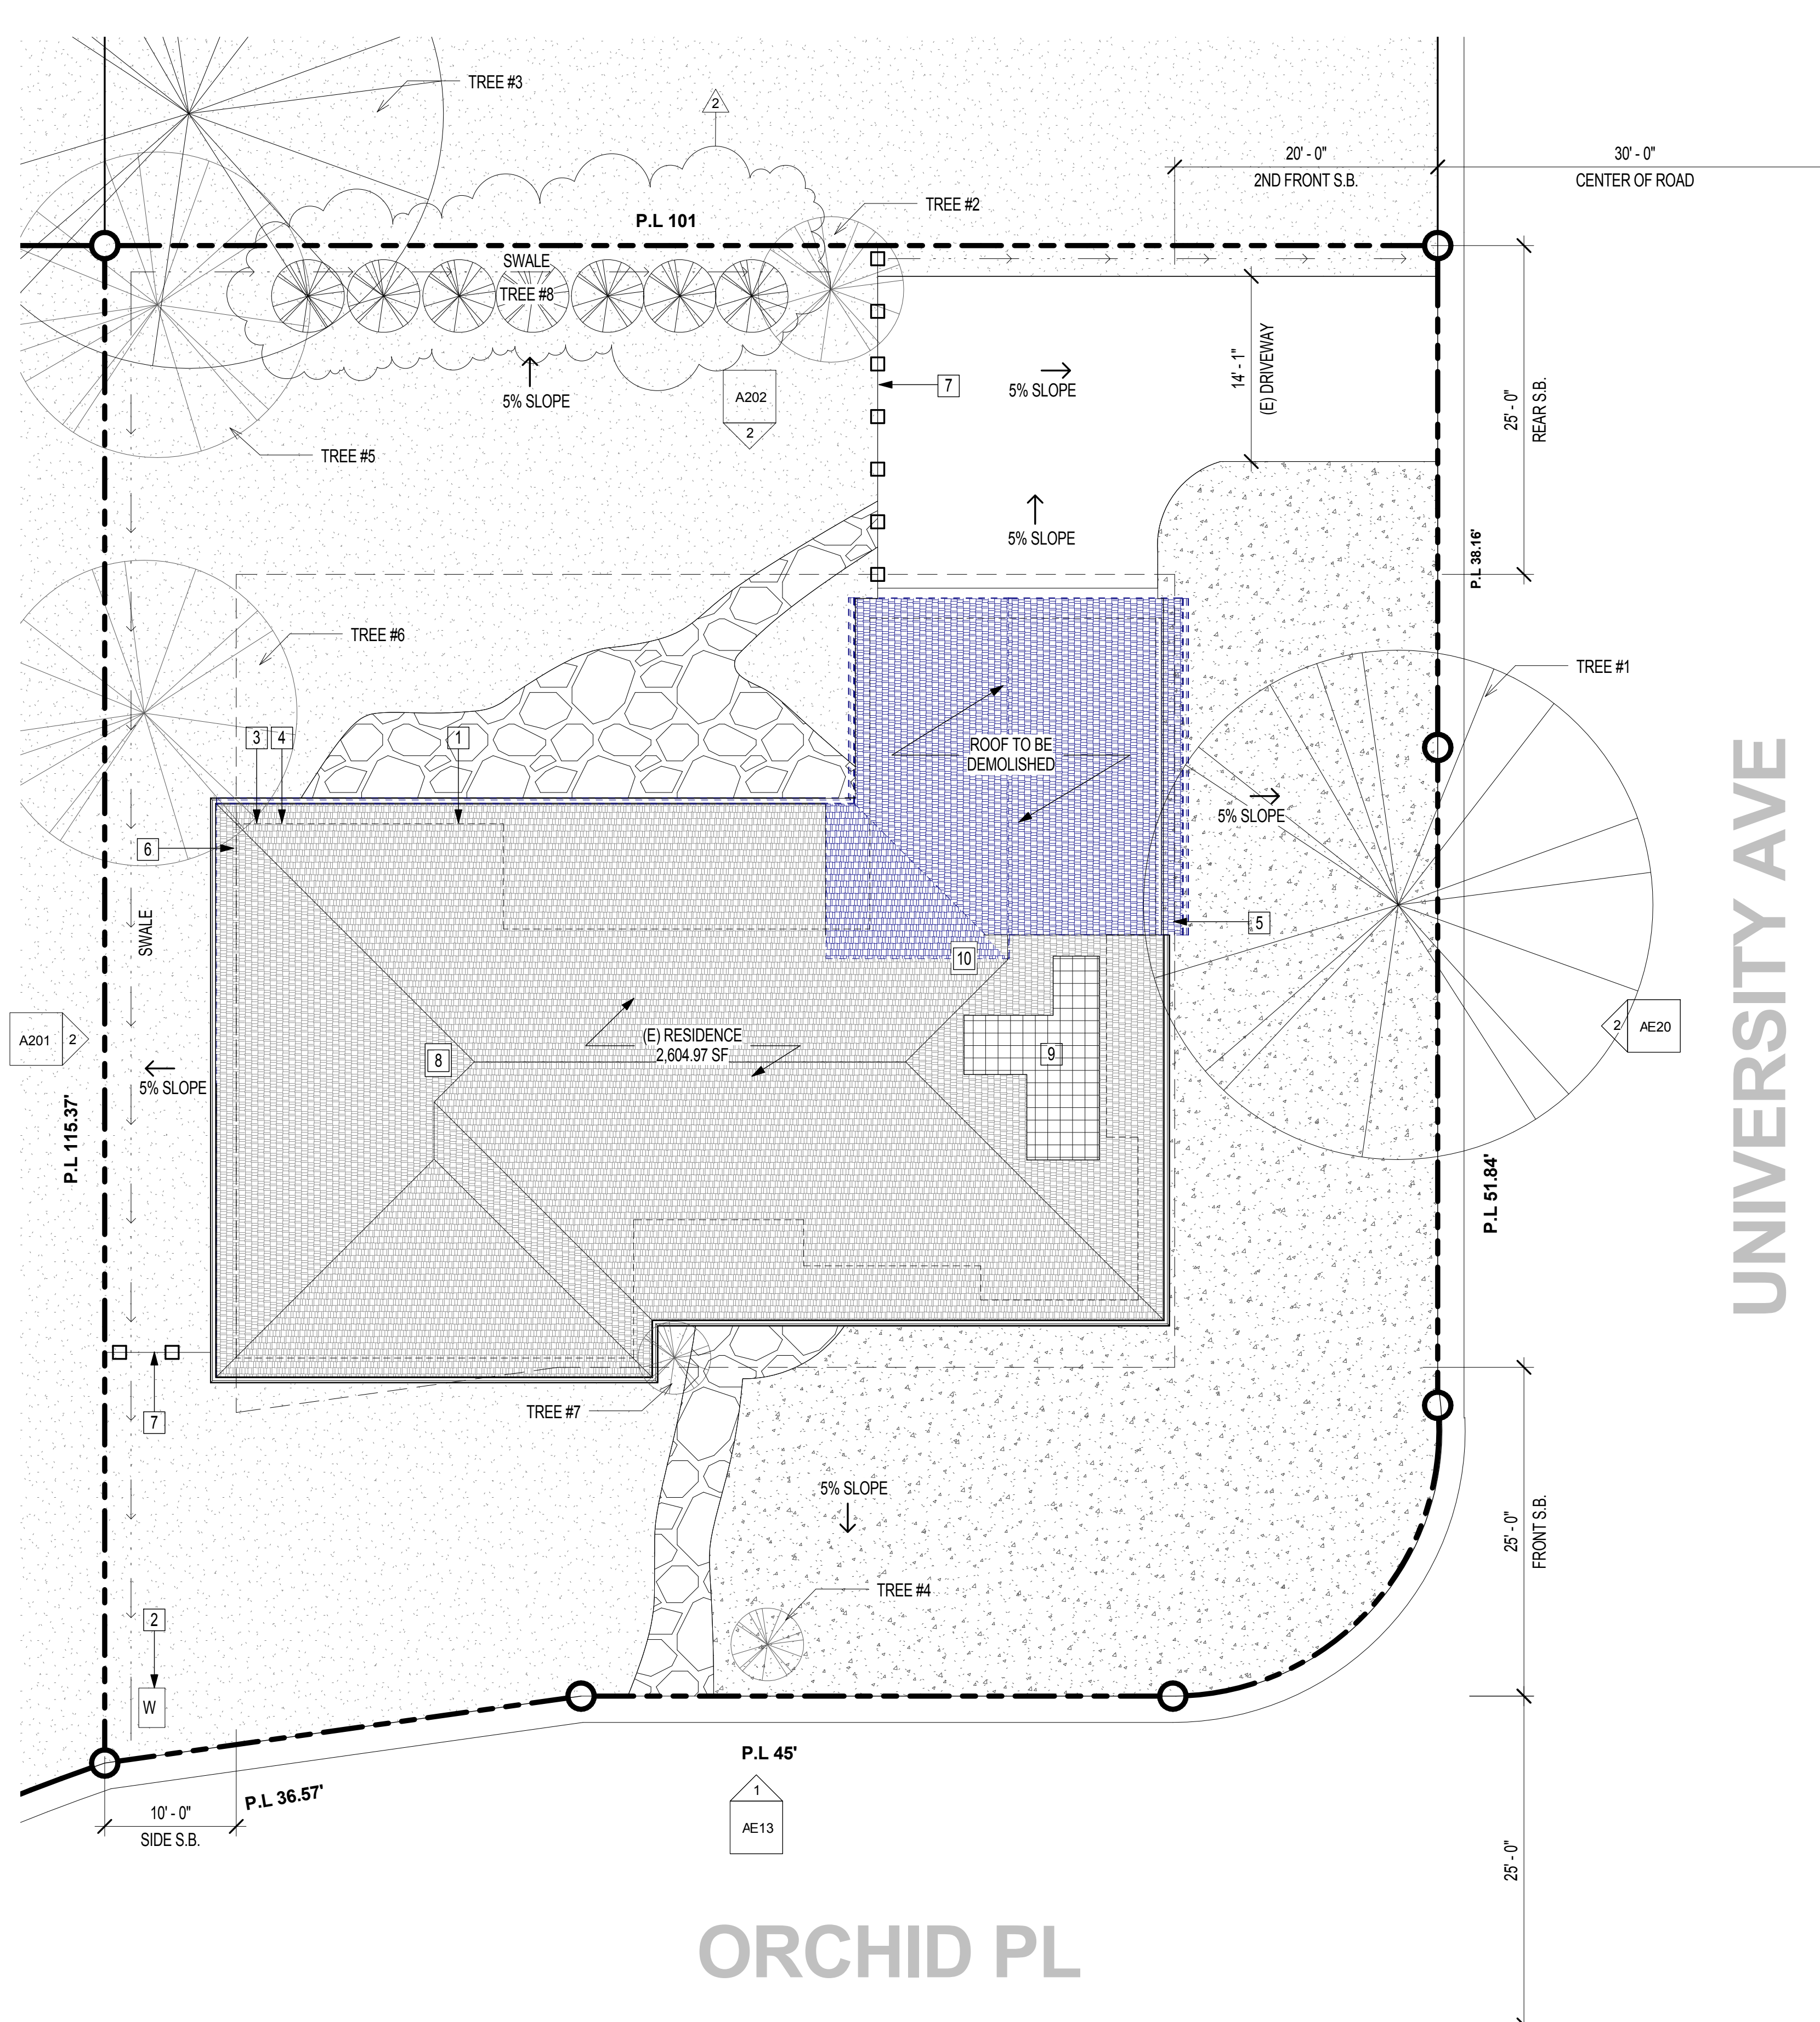 TREE #3
2
20' - 0"
2ND FRONT S.B.
30' - 0"
CENTER OF ROAD
TREE #2
P.L 101
SWALE
TREE #8
14' - 1"
(E) DRIVEWAY
25' - 0"
REAR S.B.
7
5% SLOPE
5% SLOPE
A202
2
TREE #5
5% SLOPE
P.L 38.16'
TREE #6
TREE #1
3
4
1
ROOF TO BE
DEMOLISHED
5% SLOPE
6
5
SWALE
10
A201
2
(E) RESIDENCE
2,604.97 SF
8
9
2
AE20
5% SLOPE
P.L 115.37'
P.L 51.84'
UNIVERSITY AVE
7
TREE #7
5% SLOPE
25' - 0"
FRONT S.B.
TREE #4
2
W
P.L 45'
P.L 36.57'
10' - 0"
SIDE S.B.
1
AE13
25' - 0"
ORCHID PL